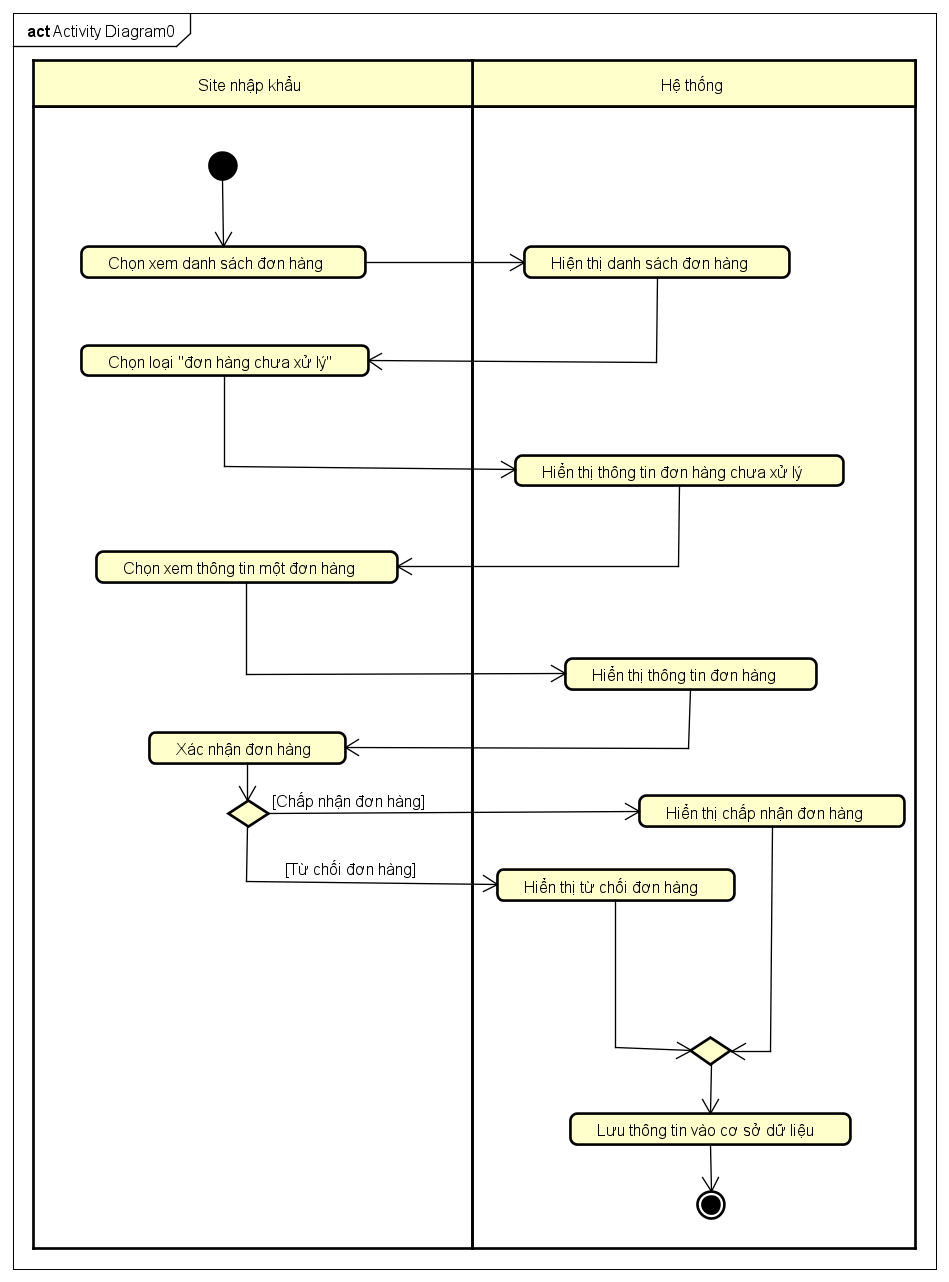 act Activity Diagram0
Site nhập khẩu
Hệ thống
Chọn xem danh sách đơn hàng
Hiện thị danh sách đơn hàng
Chọn loại "đơn hàng chưa xử lý"
Hiển thị thông tin đơn hàng chưa xử lý
Chọn xem thông tin một đơn hàng
Hiển thị thông tin đơn hàng
Xác nhận đơn hàng
[Chấp nhận đơn hàng]
Hiển thị chấp nhận đơn hàng
[Từ chối đơn hàng]
Hiển thị từ chối đơn hàng
Lưu thông tin vào cơ sở dữ liệu